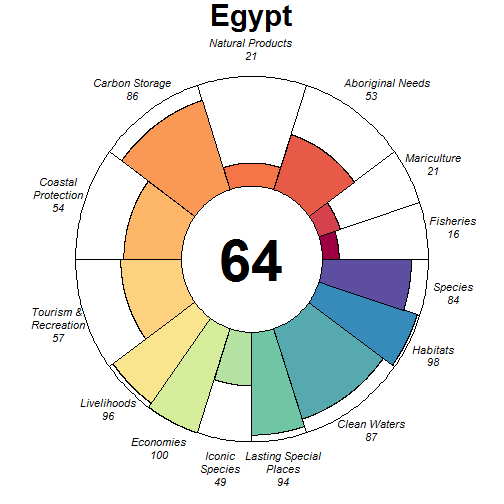 Egypt
Natural Products
21
Carbon Storage
86
Aboriginal Needs
53
Mariculture
21
Coastal
Protection
54
Fisheries
16
64
Species
84
Tourism &
Recreation
57
Habitats
98
Livelihoods
96
Clean Waters
87
Economies
100
Iconic
Species
49
Lasting Special
Places
94